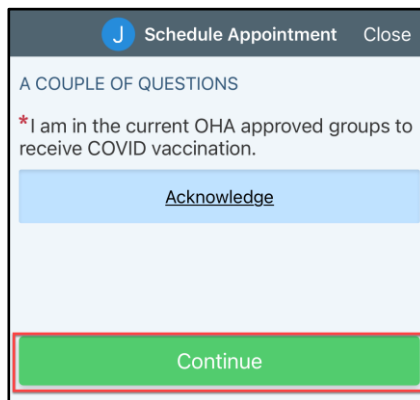 J Schedule Appointment Close
A COUPLE OF QUESTIONS
*I am in the current OHA approved groups to
receive COVID vaccination.
Acknowledge
Continue